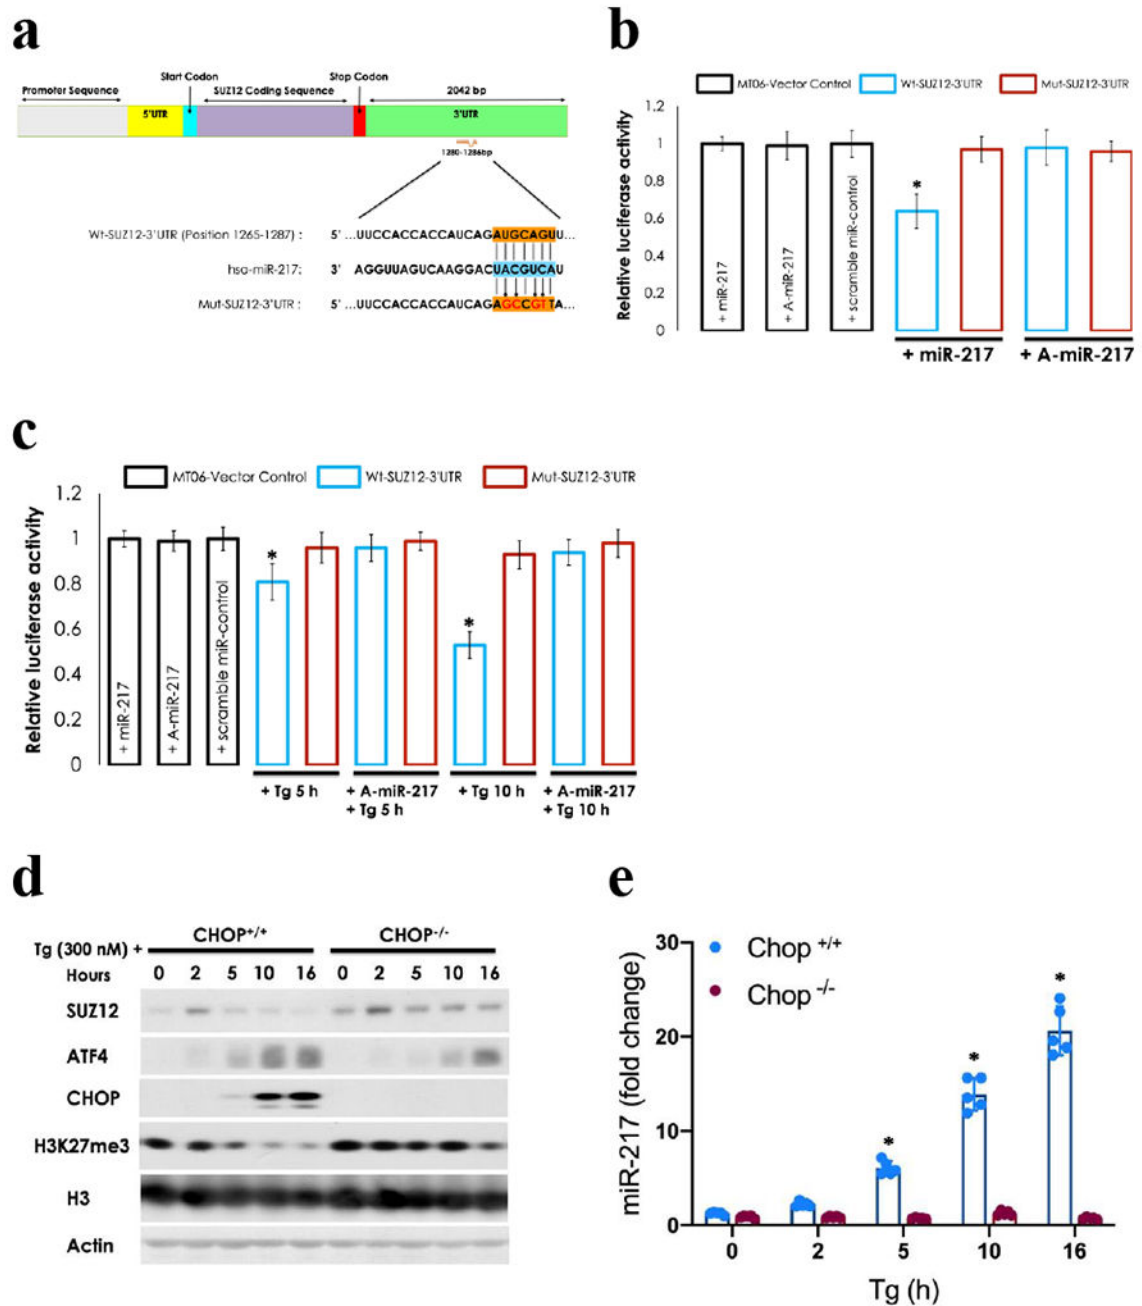 a
Start Codon
Stop Codon
Promoter Sequence
SUZ12 Coding Sequence
2042 bp
5'UTR
3'UTR
1280-1286bp
Wt-SUZ12-3'UTR (Position 1265-1287) : 5' ...UUCCACCACCAUCAGAUGCAGUU...
hsa-miR-217: 3' AGGUUAGUCAAGGACUACGUCAU
Mut-SUZ12-3'UTR : 5' ...UUCCACCACCAUCAGAGCCGTTA...
b
MT06-Vector Control Wt-SUZ12-3'UTR Mut-SUZ12-3'UTR
Relative luciferase activity
1.2
1
0.8
0.6
0.4
0.2
0
+ miR-217
+ A-miR-217
+ scramble miR-control
*
+ miR-217 + A-miR-217
c
MT06-Vector Control Wt-SUZ12-3'UTR Mut-SUZ12-3'UTR
Relative luciferase activity
1.2
1
0.8
0.6
0.4
0.2
0
+ miR-217
+ A-miR-217
+ scramble miR-control
*
*
+ Tg 5 h + A-miR-217 + Tg 10 h + A-miR-217
+ Tg 5 h + Tg 10 h
d
CHOP+/+ CHOP-/-
Tg (300 nM) +
Hours 0 2 5 10 16 0 2 5 10 16
SUZ12
ATF4
CHOP
H3K27me3
H3
Actin
e
Chop +/+
Chop -/-
miR-217 (fold change)
30
20
10
0
*
*
*
0 2 5 10 16
Tg (h)